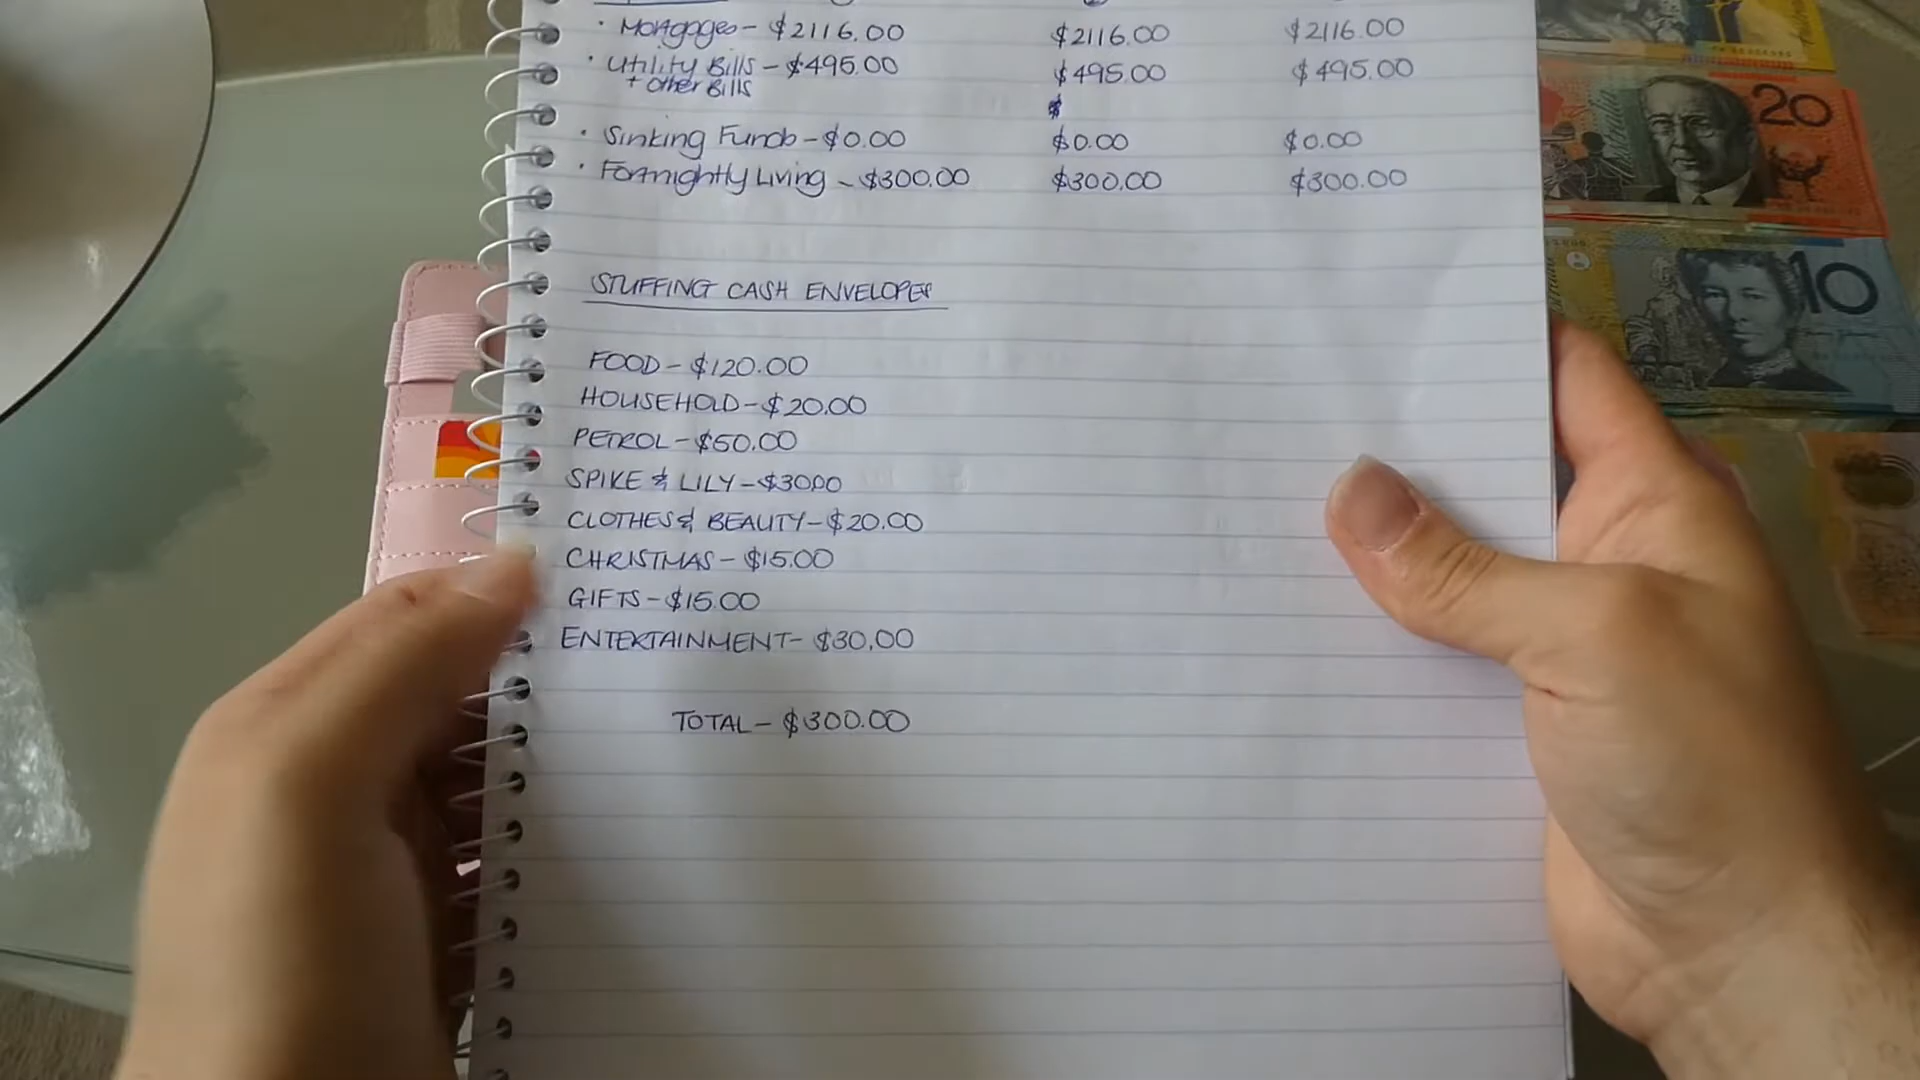 · Mortgages - $2116.00 $2116.00 $2116.00
· Utility Bills - $495.00 $495.00 $495.00
+ other Bills $
· Sinking Funds - $0.00 $0.00 $0.00
· Fortnightly Living - $300.00 $300.00 $300.00
STUFFING CASH ENVELOPES
FOOD - $120.00
HOUSEHOLD - $20.00
PETROL - $50.00
SPIKE & LILY - $30.00
CLOTHES & BEAUTY - $20.00
CHRISTMAS - $15.00
GIFTS - $15.00
ENTERTAINMENT - $30.00
TOTAL - $300.00
20
10